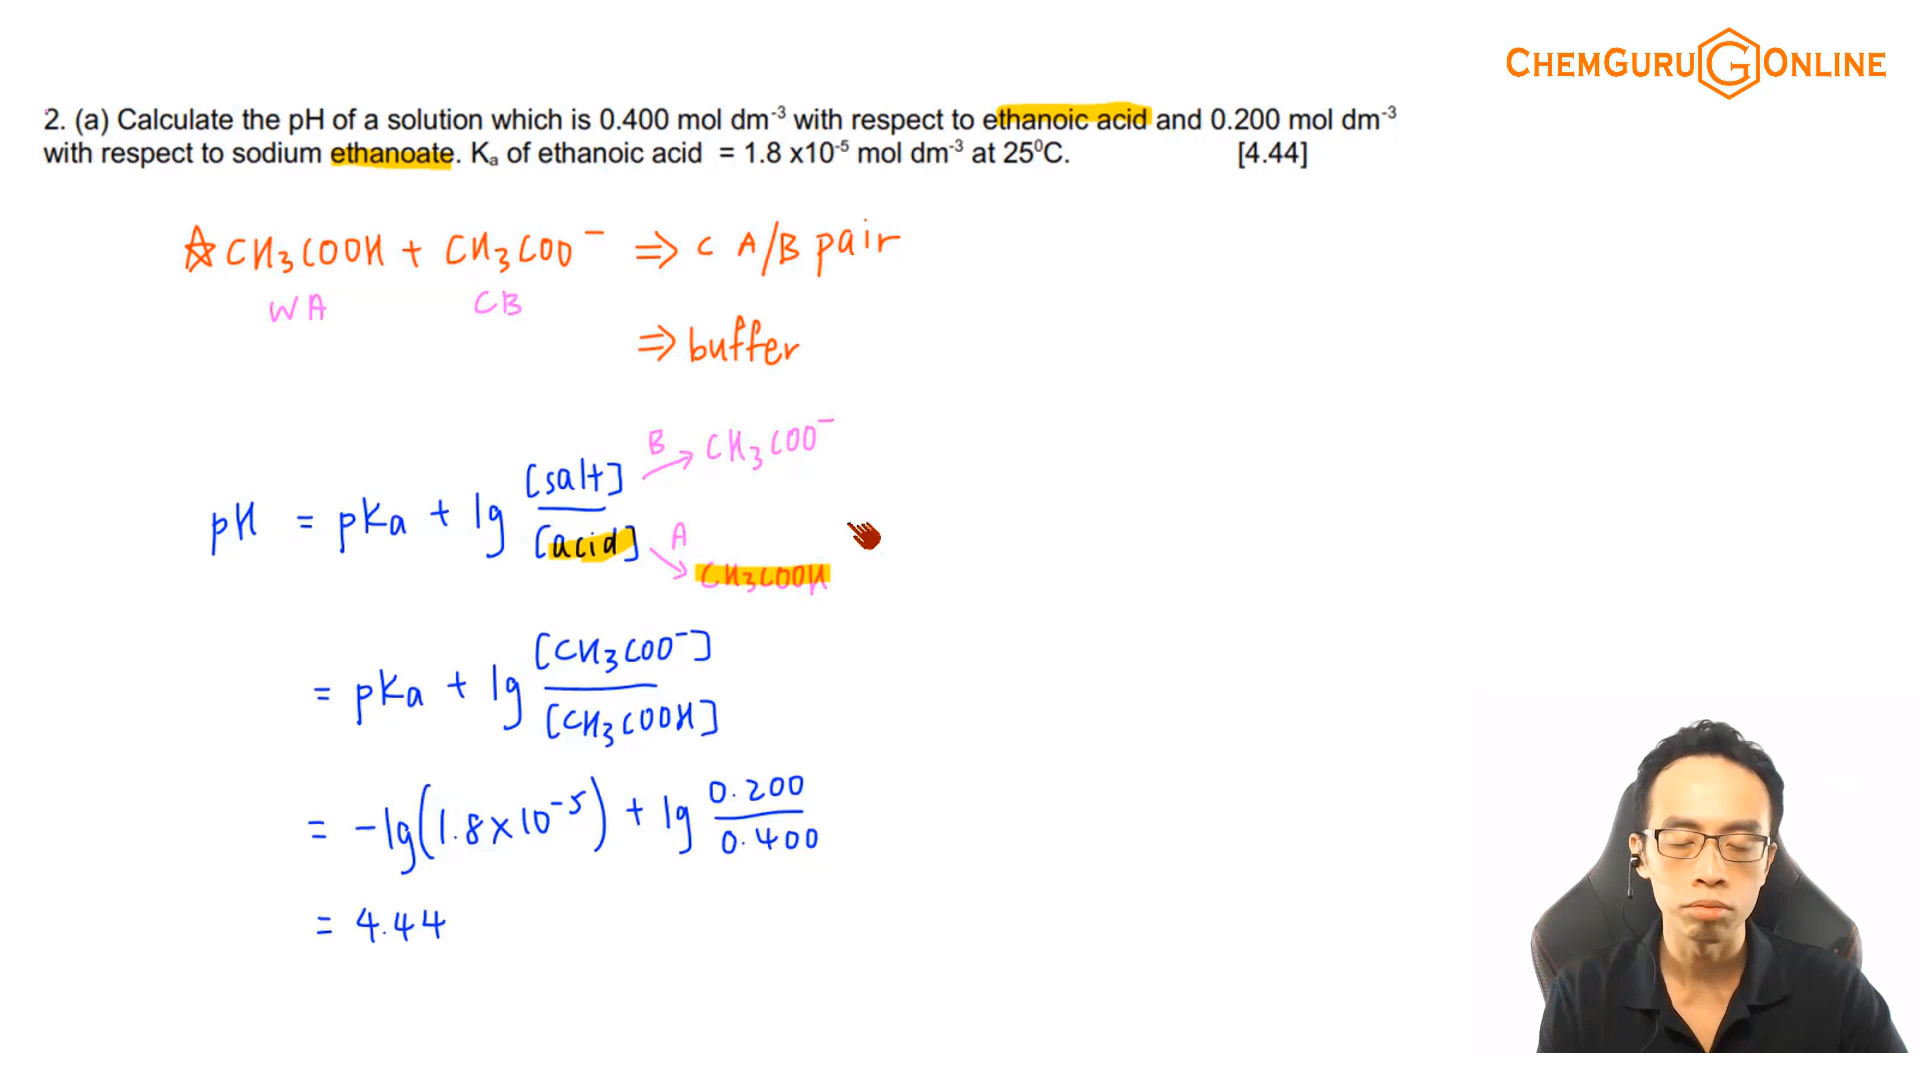 CHEMGURU G ONLINE
2. (a) Calculate the pH of a solution which is 0.400 mol dm⁻³ with respect to ethanoic acid and 0.200 mol dm⁻³
with respect to sodium ethanoate. Kₐ of ethanoic acid = 1.8 x10⁻⁵ mol dm⁻³ at 25⁰C. [4.44]
☆ CH₃COOH + CH₃COO⁻ ⇒ C A/B pair
WA CB
⇒ buffer
pH = pKa + lg [salt] / [acid]
B → CH₃COO⁻
A → CH₃COOH
= pKa + lg [CH₃COO⁻] / [CH₃COOH]
= -lg(1.8×10⁻⁵) + lg 0.200 / 0.400
= 4.44